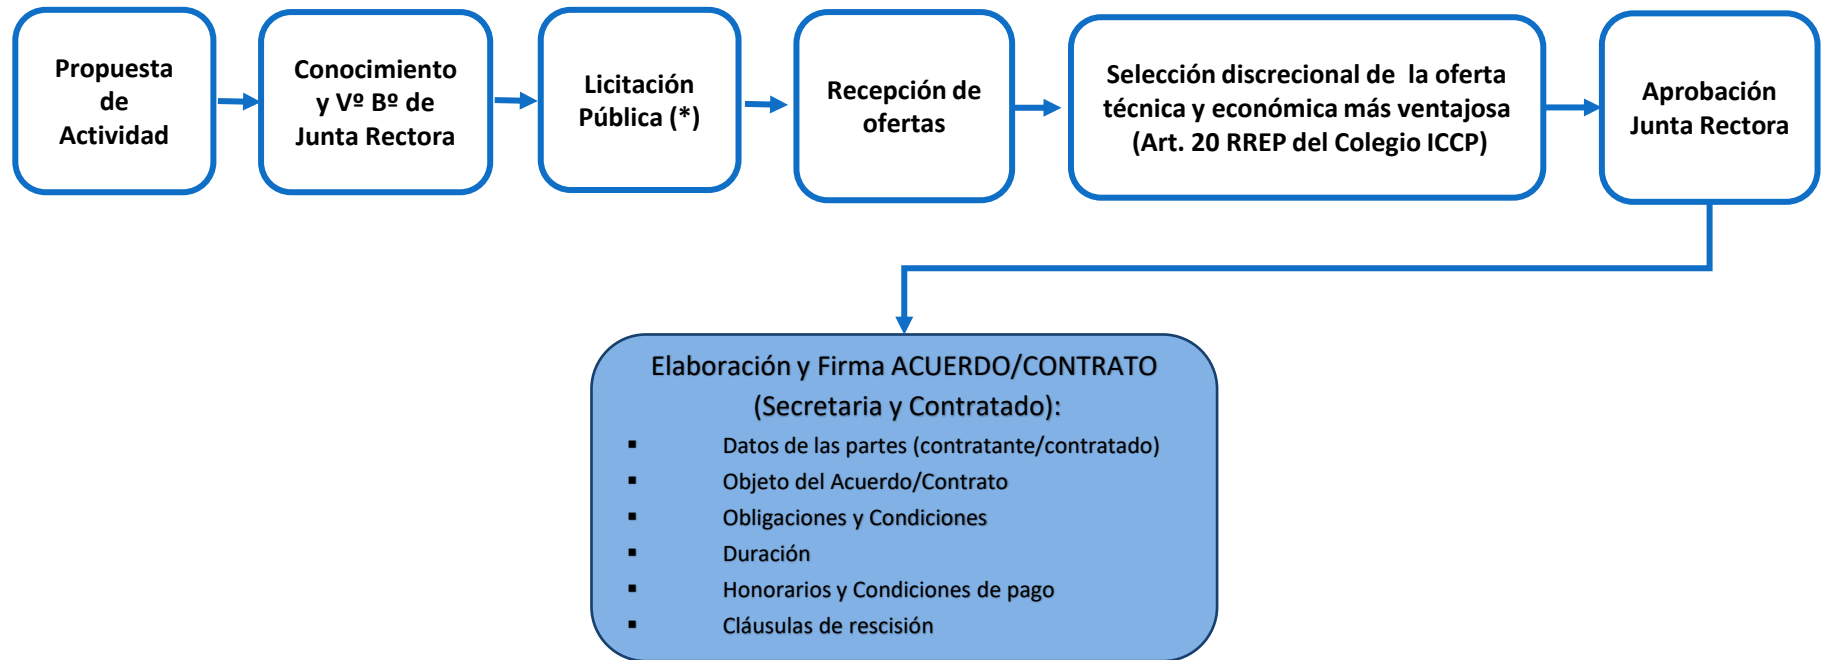 Propuesta
de
Actividad
Conocimiento
y Vº Bº de
Junta Rectora
Licitación
Pública (*)
Recepción de
ofertas
Selección discrecional de la oferta
técnica y económica más ventajosa
(Art. 20 RREP del Colegio ICCP)
Aprobación
Junta Rectora
Elaboración y Firma ACUERDO/CONTRATO
(Secretaria y Contratado):
▪ Datos de las partes (contratante/contratado)
▪ Objeto del Acuerdo/Contrato
▪ Obligaciones y Condiciones
▪ Duración
▪ Honorarios y Condiciones de pago
▪ Cláusulas de rescisión